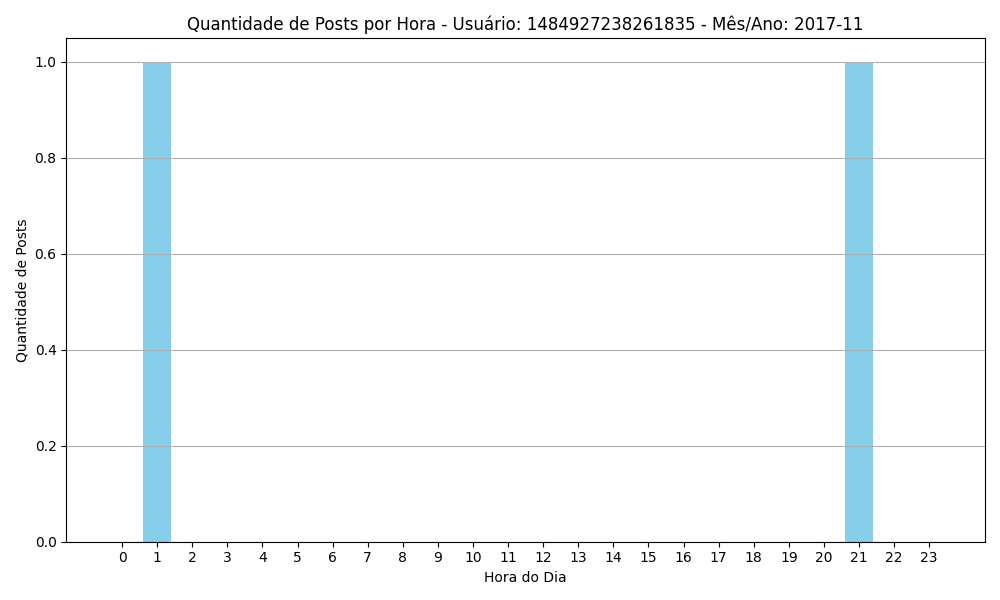 Quantidade de Posts por Hora - Usuário: 1484927238261835 - Mês/Ano: 2017-11
1.0
0.8
0.6
0.4
0.2
0.0
Quantidade de Posts
0 1 2 3 4 5 6 7 8 9 10 11 12 13 14 15 16 17 18 19 20 21 22 23
Hora do Dia